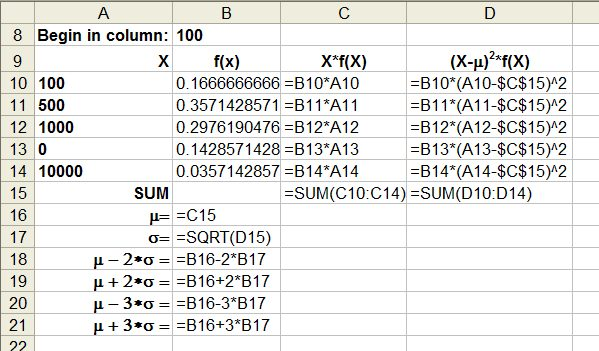 A B C D
8 Begin in column: 100
9 X f(x) X*f(X) (X-μ)²*f(X)
10 100 0.1666666666 =B10*A10 =B10*(A10-$C$15)^2
11 500 0.3571428571 =B11*A11 =B11*(A11-$C$15)^2
12 1000 0.2976190476 =B12*A12 =B12*(A12-$C$15)^2
13 0 0.1428571428 =B13*A13 =B13*(A13-$C$15)^2
14 10000 0.0357142857 =B14*A14 =B14*(A14-$C$15)^2
15 SUM =SUM(C10:C14) =SUM(D10:D14)
16 μ= =C15
17 σ= =SQRT(D15)
18 μ − 2*σ = =B16-2*B17
19 μ + 2*σ = =B16+2*B17
20 μ − 3*σ = =B16-3*B17
21 μ + 3*σ = =B16+3*B17
22